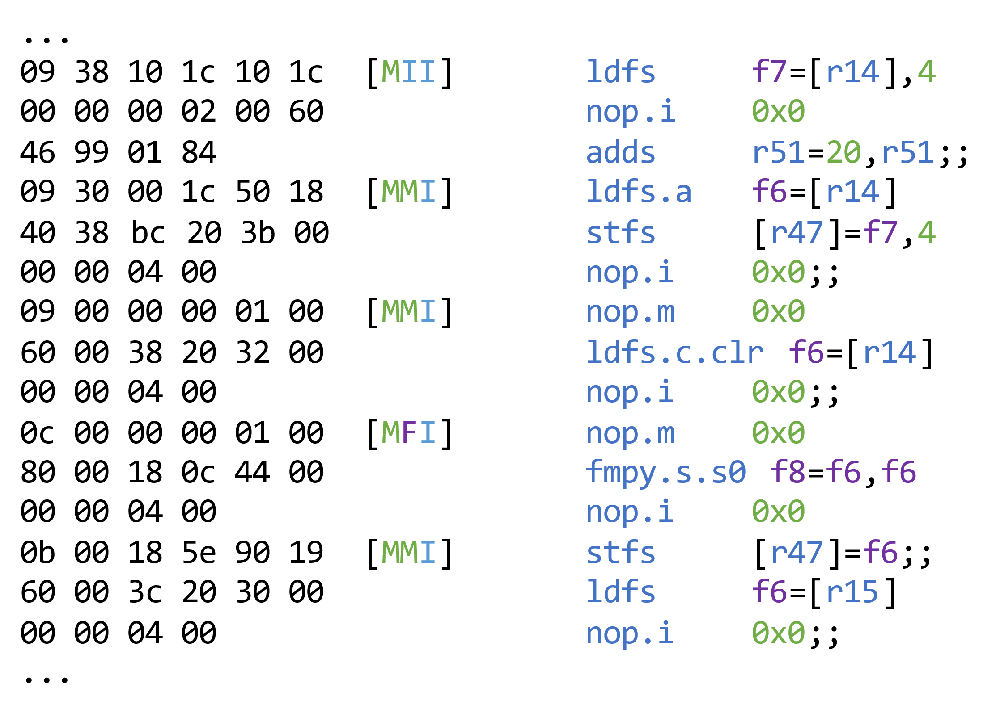 ...
09 38 10 1c 10 1c [MII] ldfs f7=[r14],4
00 00 00 02 00 60 nop.i 0x0
46 99 01 84 adds r51=20,r51;;
09 30 00 1c 50 18 [MMI] ldfs.a f6=[r14]
40 38 bc 20 3b 00 stfs [r47]=f7,4
00 00 04 00 nop.i 0x0;;
09 00 00 00 01 00 [MMI] nop.m 0x0
60 00 38 20 32 00 ldfs.c.clr f6=[r14]
00 00 04 00 nop.i 0x0;;
0c 00 00 00 01 00 [MFI] nop.m 0x0
80 00 18 0c 44 00 fmpy.s.s0 f8=f6,f6
00 00 04 00 nop.i 0x0
0b 00 18 5e 90 19 [MMI] stfs [r47]=f6;;
60 00 3c 20 30 00 ldfs f6=[r15]
00 00 04 00 nop.i 0x0;;
...